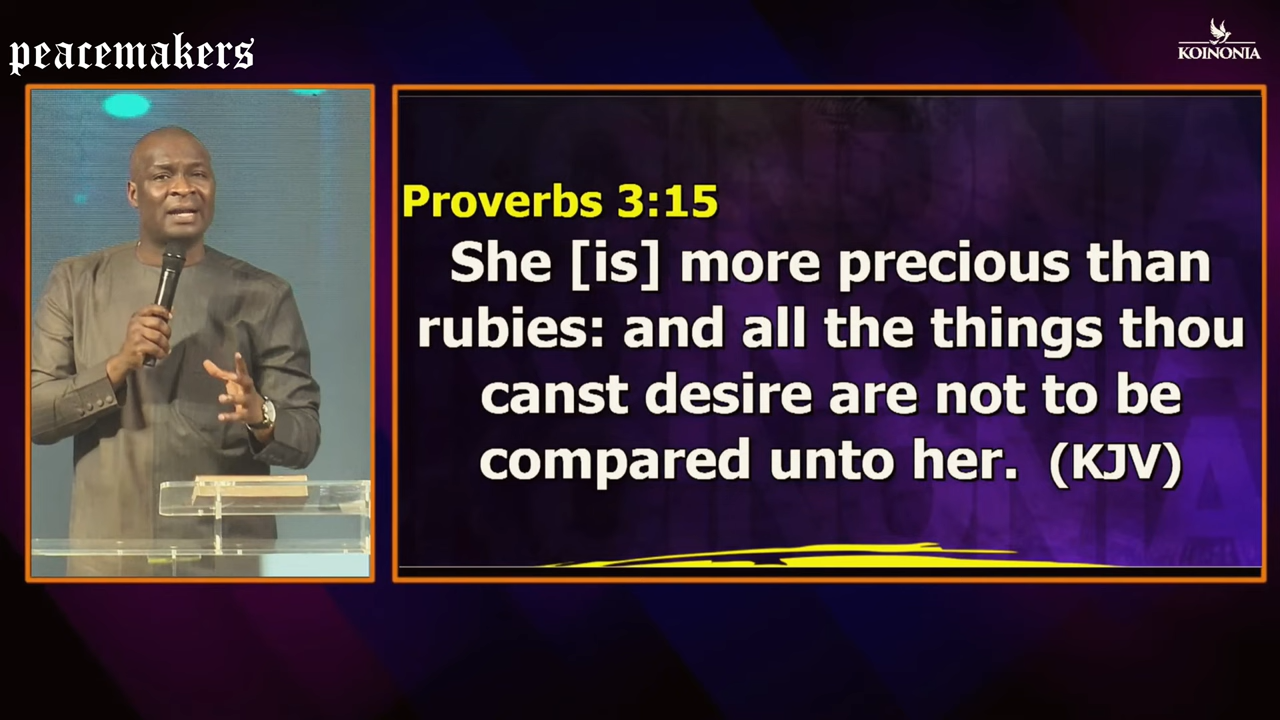 peacemakers
KOINONIA
Proverbs 3:15
She [is] more precious than
rubies: and all the things thou
canst desire are not to be
compared unto her. (KJV)